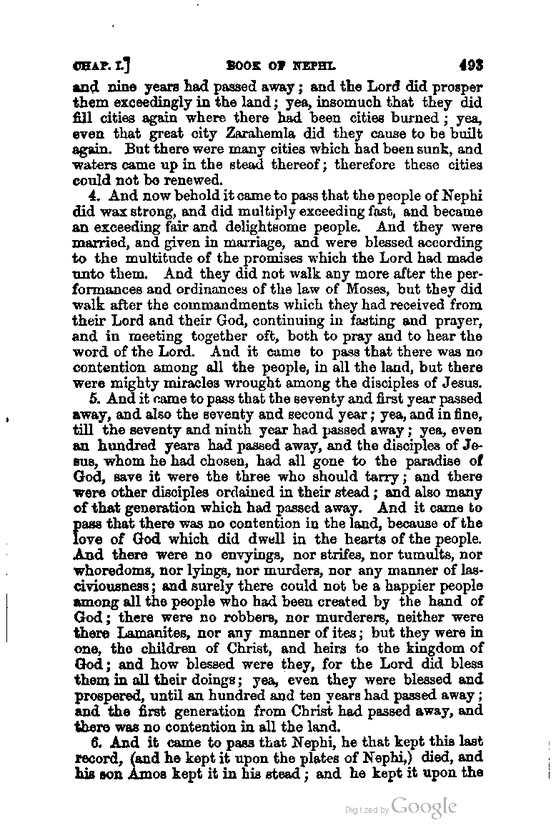 CHAP. I.] BOOK OF NEPHI. 493
and nine years had passed away; and the Lord did prosper
them exceedingly in the land; yea, insomuch that they did
fill cities again where there had been cities burned; yea,
even that great city Zarahemla did they cause to be built
again. But there were many cities which had been sunk, and
waters came up in the stead thereof; therefore these cities
could not be renewed.
4. And now behold it came to pass that the people of Nephi
did wax strong, and did multiply exceeding fast, and became
an exceeding fair and delightsome people. And they were
married, and given in marriage, and were blessed according
to the multitude of the promises which the Lord had made
unto them. And they did not walk any more after the per-
formances and ordinances of the law of Moses, but they did
walk after the commandments which they had received from
their Lord and their God, continuing in fasting and prayer,
and in meeting together oft, both to pray and to hear the
word of the Lord. And it came to pass that there was no
contention among all the people, in all the land, but there
were mighty miracles wrought among the disciples of Jesus.
5. And it came to pass that the seventy and first year passed
away, and also the seventy and second year; yea, and in fine,
till the seventy and ninth year had passed away; yea, even
an hundred years had passed away, and the disciples of Je-
sus, whom he had chosen, had all gone to the paradise of
God, save it were the three who should tarry; and there
were other disciples ordained in their stead; and also many
of that generation which had passed away. And it came to
pass that there was no contention in the land, because of the
love of God which did dwell in the hearts of the people.
And there were no envyings, nor strifes, nor tumults, nor
whoredoms, nor lyings, nor murders, nor any manner of las-
civiousness; and surely there could not be a happier people
among all the people who had been created by the hand of
God; there were no robbers, nor murderers, neither were
there Lamanites, nor any manner of ites; but they were in
one, the children of Christ, and heirs to the kingdom of
God; and how blessed were they, for the Lord did bless
them in all their doings; yea, even they were blessed and
prospered, until an hundred and ten years had passed away;
and the first generation from Christ had passed away, and
there was no contention in all the land.
6. And it came to pass that Nephi, he that kept this last
record, (and he kept it upon the plates of Nephi,) died, and
his son Amos kept it in his stead; and he kept it upon the
Digitized by Google